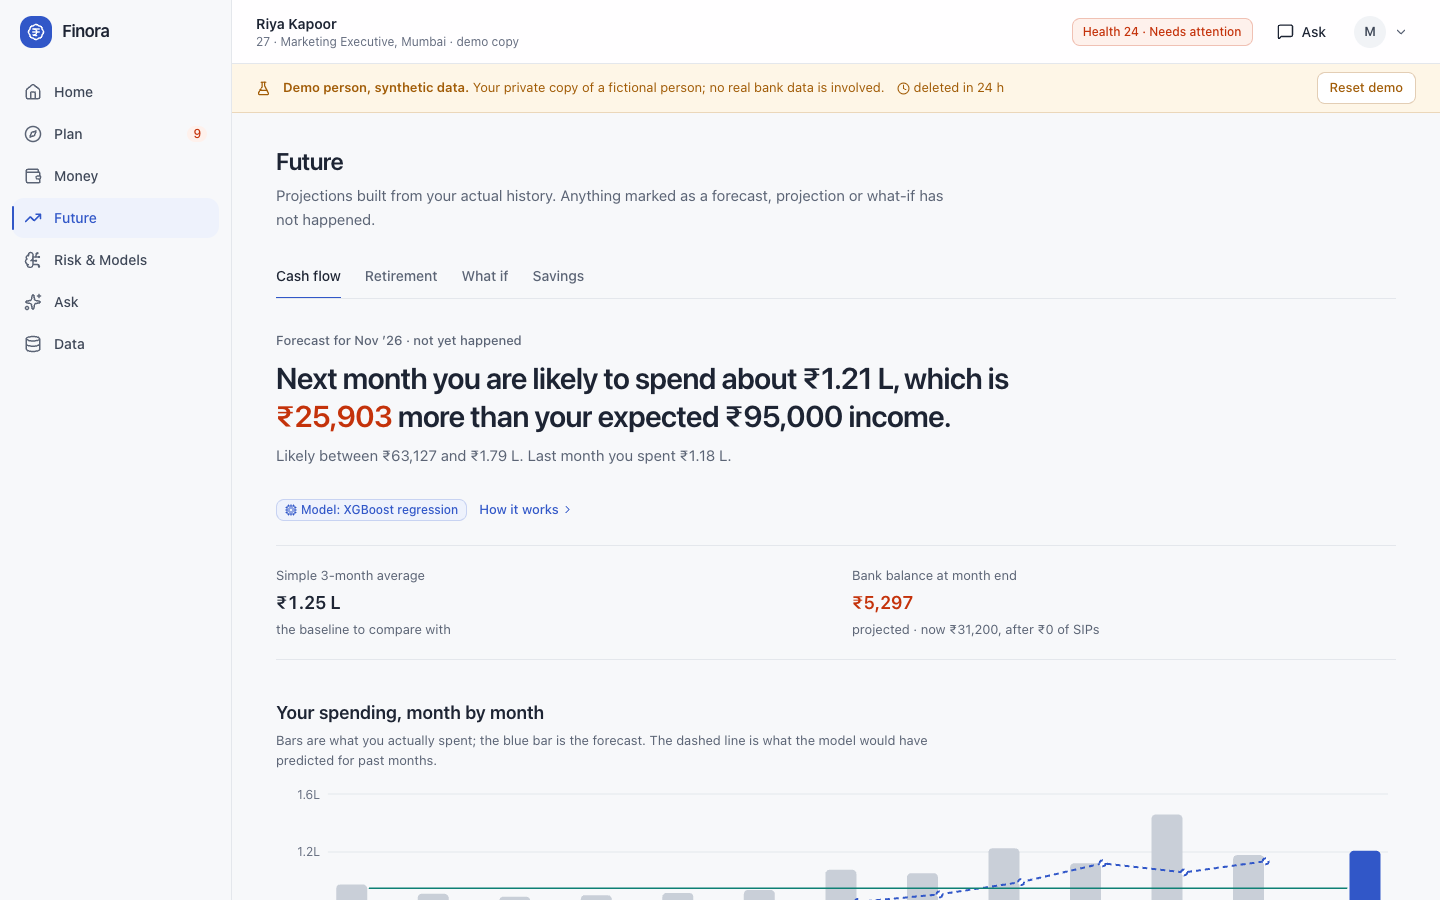 Finora
Riya Kapoor
27 · Marketing Executive, Mumbai · demo copy
Health 24 · Needs attention
Ask
M
Home
Plan
9
Money
Future
Risk & Models
Ask
Data
Demo person, synthetic data. Your private copy of a fictional person; no real bank data is involved.
deleted in 24 h
Reset demo
Future
Projections built from your actual history. Anything marked as a forecast, projection or what-if has
not happened.
Cash flow
Retirement
What if
Savings
Forecast for Nov ’26 · not yet happened
Next month you are likely to spend about ₹1.21 L, which is
₹25,903 more than your expected ₹95,000 income.
Likely between ₹63,127 and ₹1.79 L. Last month you spent ₹1.18 L.
Model: XGBoost regression
How it works
Simple 3-month average
₹1.25 L
the baseline to compare with
Bank balance at month end
₹5,297
projected · now ₹31,200, after ₹0 of SIPs
Your spending, month by month
Bars are what you actually spent; the blue bar is the forecast. The dashed line is what the model would have
predicted for past months.
1.6L
1.2L